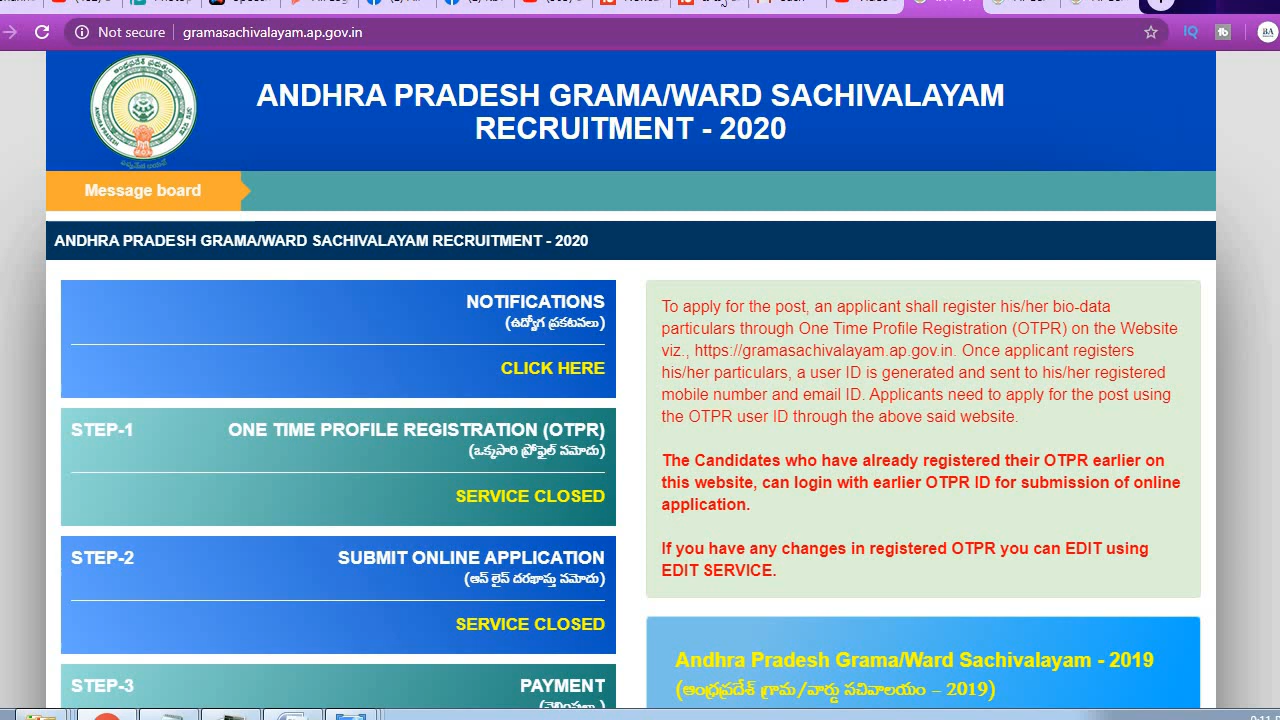 Not secure
gramasachivalayam.ap.gov.in
IQ
BA
ANDHRA PRADESH GRAMA/WARD SACHIVALAYAM
RECRUITMENT - 2020
Message board
ANDHRA PRADESH GRAMA/WARD SACHIVALAYAM RECRUITMENT - 2020
NOTIFICATIONS
(ఉద్యోగ ప్రకటనలు)
CLICK HERE
STEP-1 ONE TIME PROFILE REGISTRATION (OTPR)
(ఒక్కసారి ప్రోఫైల్ నమోదు)
SERVICE CLOSED
STEP-2 SUBMIT ONLINE APPLICATION
(ఆన్ లైన్ దరఖాస్తు నమోదు)
SERVICE CLOSED
STEP-3 PAYMENT
To apply for the post, an applicant shall register his/her bio-data
particulars through One Time Profile Registration (OTPR) on the Website
viz., https://gramasachivalayam.ap.gov.in. Once applicant registers
his/her particulars, a user ID is generated and sent to his/her registered
mobile number and email ID. Applicants need to apply for the post using
the OTPR user ID through the above said website.
The Candidates who have already registered their OTPR earlier on
this website, can login with earlier OTPR ID for submission of online
application.
If you have any changes in registered OTPR you can EDIT using
EDIT SERVICE.
Andhra Pradesh Grama/Ward Sachivalayam - 2019
(ఆంధ్రప్రదేశ్ గ్రామ/వార్డు సచివాలయం – 2019)